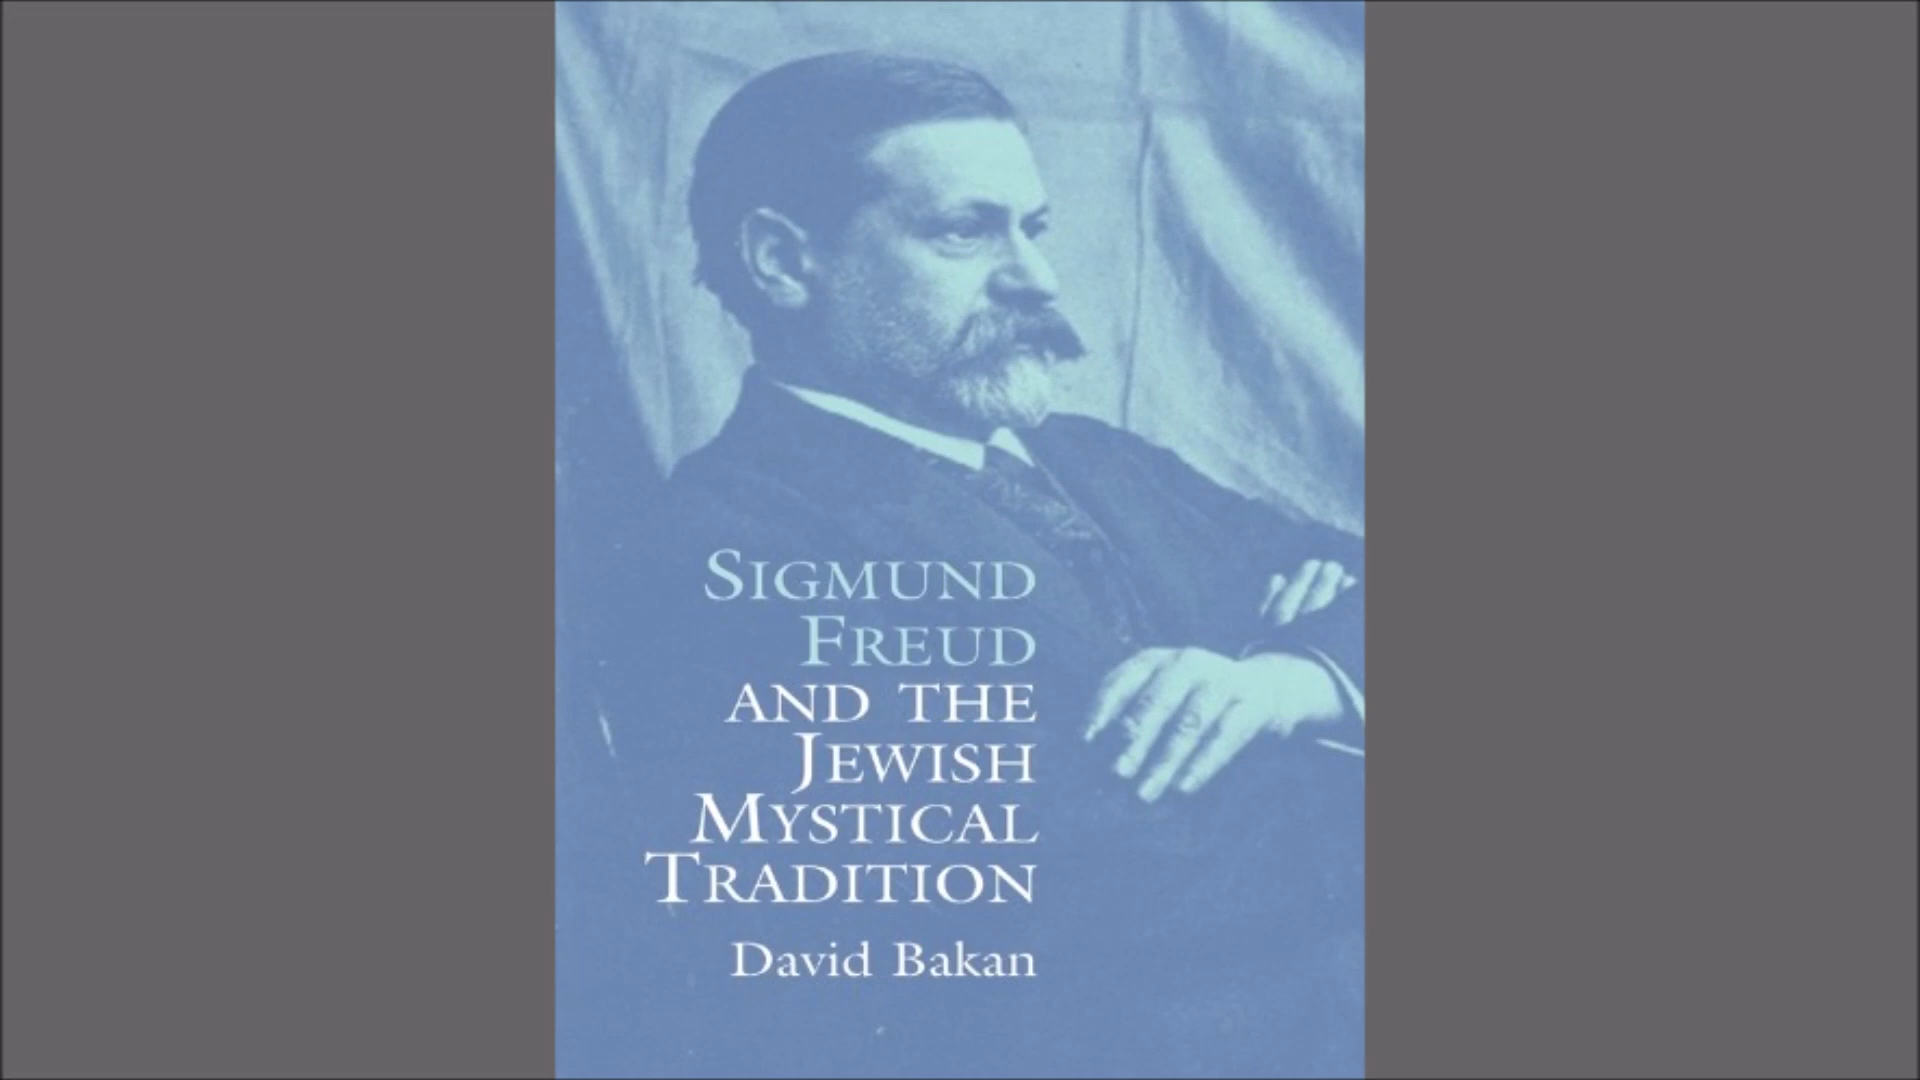 SIGMUND
FREUD
AND THE
JEWISH
MYSTICAL
TRADITION
David Bakan